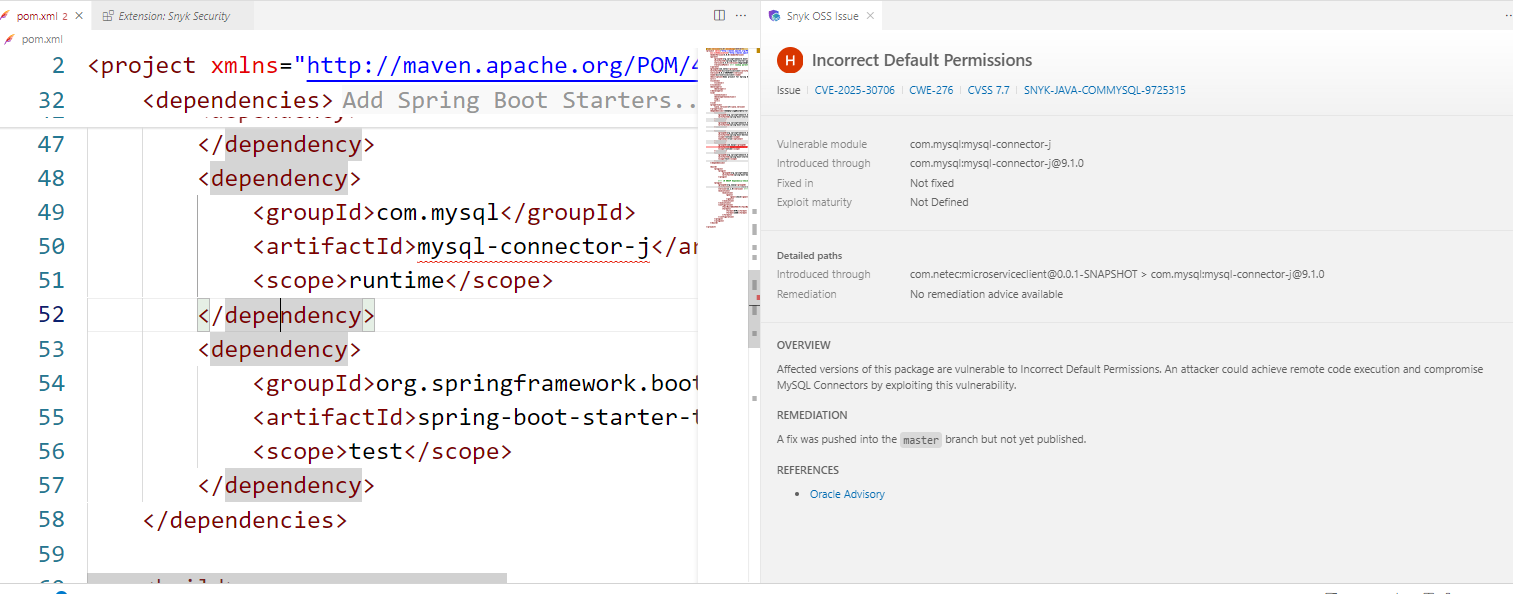 pom.xml 2
Extension: Snyk Security
pom.xml
2 <project xmlns="http://maven.apache.org/POM/4
32 <dependencies> Add Spring Boot Starters..
47 </dependency>
48 <dependency>
49 <groupId>com.mysql</groupId>
50 <artifactId>mysql-connector-j</ar
51 <scope>runtime</scope>
52 </dependency>
53 <dependency>
54 <groupId>org.springframework.boot
55 <artifactId>spring-boot-starter-t
56 <scope>test</scope>
57 </dependency>
58 </dependencies>
59
Snyk OSS Issue
H Incorrect Default Permissions
Issue CVE-2025-30706 CWE-276 CVSS 7.7 SNYK-JAVA-COMMYSQL-9725315
Vulnerable module com.mysql:mysql-connector-j
Introduced through com.mysql:mysql-connector-j@9.1.0
Fixed in Not fixed
Exploit maturity Not Defined
Detailed paths
Introduced through com.netec:microserviceclient@0.0.1-SNAPSHOT > com.mysql:mysql-connector-j@9.1.0
Remediation No remediation advice available
OVERVIEW
Affected versions of this package are vulnerable to Incorrect Default Permissions. An attacker could achieve remote code execution and compromise
MySQL Connectors by exploiting this vulnerability.
REMEDIATION
A fix was pushed into the master branch but not yet published.
REFERENCES
• Oracle Advisory